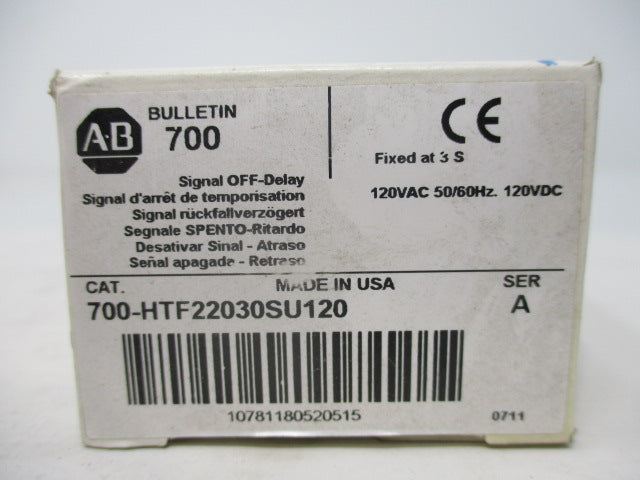 A-B
BULLETIN
700
CE
Fixed at 3 S
120VAC 50/60Hz. 120VDC
Signal OFF-Delay
Signal d'arrêt de temporisation
Signal rückfallverzögert
Segnale SPENTO-Ritardo
Desativar Sinal - Atraso
Señal apagada - Retraso
CAT.
MADE IN USA
SER
700-HTF22030SU120
A
10781180520515
0711